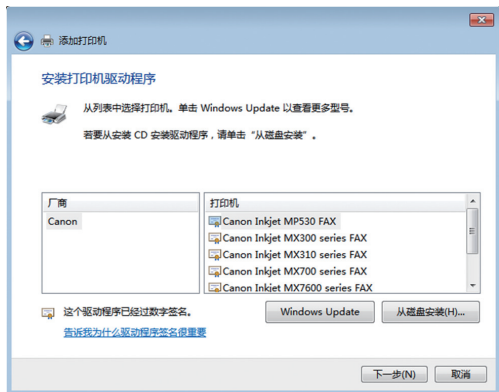 添加打印机
安装打印机驱动程序
从列表中选择打印机。单击 Windows Update 以查看更多型号。
若要从安装 CD 安装驱动程序，请单击“从磁盘安装”。
厂商
Canon
打印机
Canon Inkjet MP530 FAX
Canon Inkjet MX300 series FAX
Canon Inkjet MX310 series FAX
Canon Inkjet MX700 series FAX
Canon Inkjet MX7600 series FAX
这个驱动程序已经过数字签名。
告诉我为什么驱动程序签名很重要
Windows Update
从磁盘安装(H)...
下一步(N)
取消